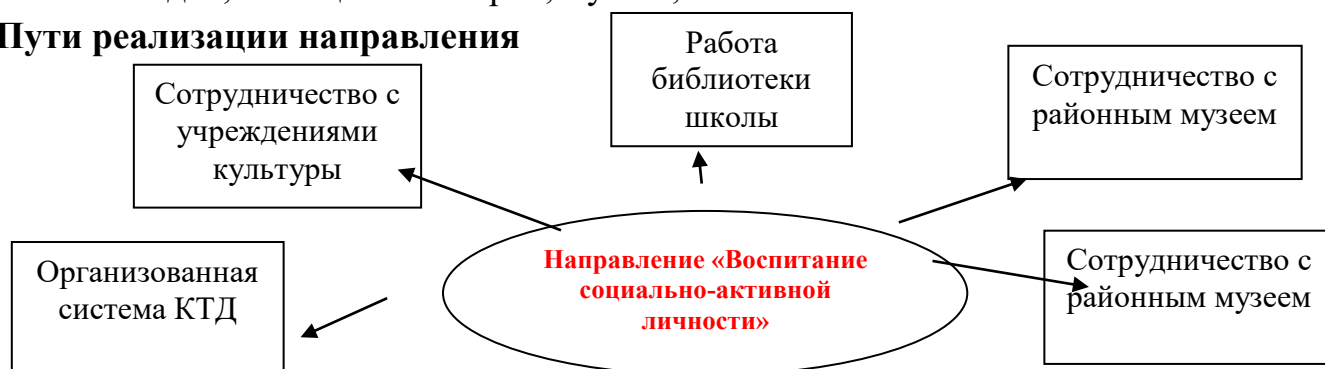 Пути реализации направления
Работа
библиотеки
школы
Сотрудничество с
районным музеем
Сотрудничество с
учреждениями
культуры
Направление «Воспитание
социально-активной
личности»
Сотрудничество с
районным музеем
Организованная
система КТД